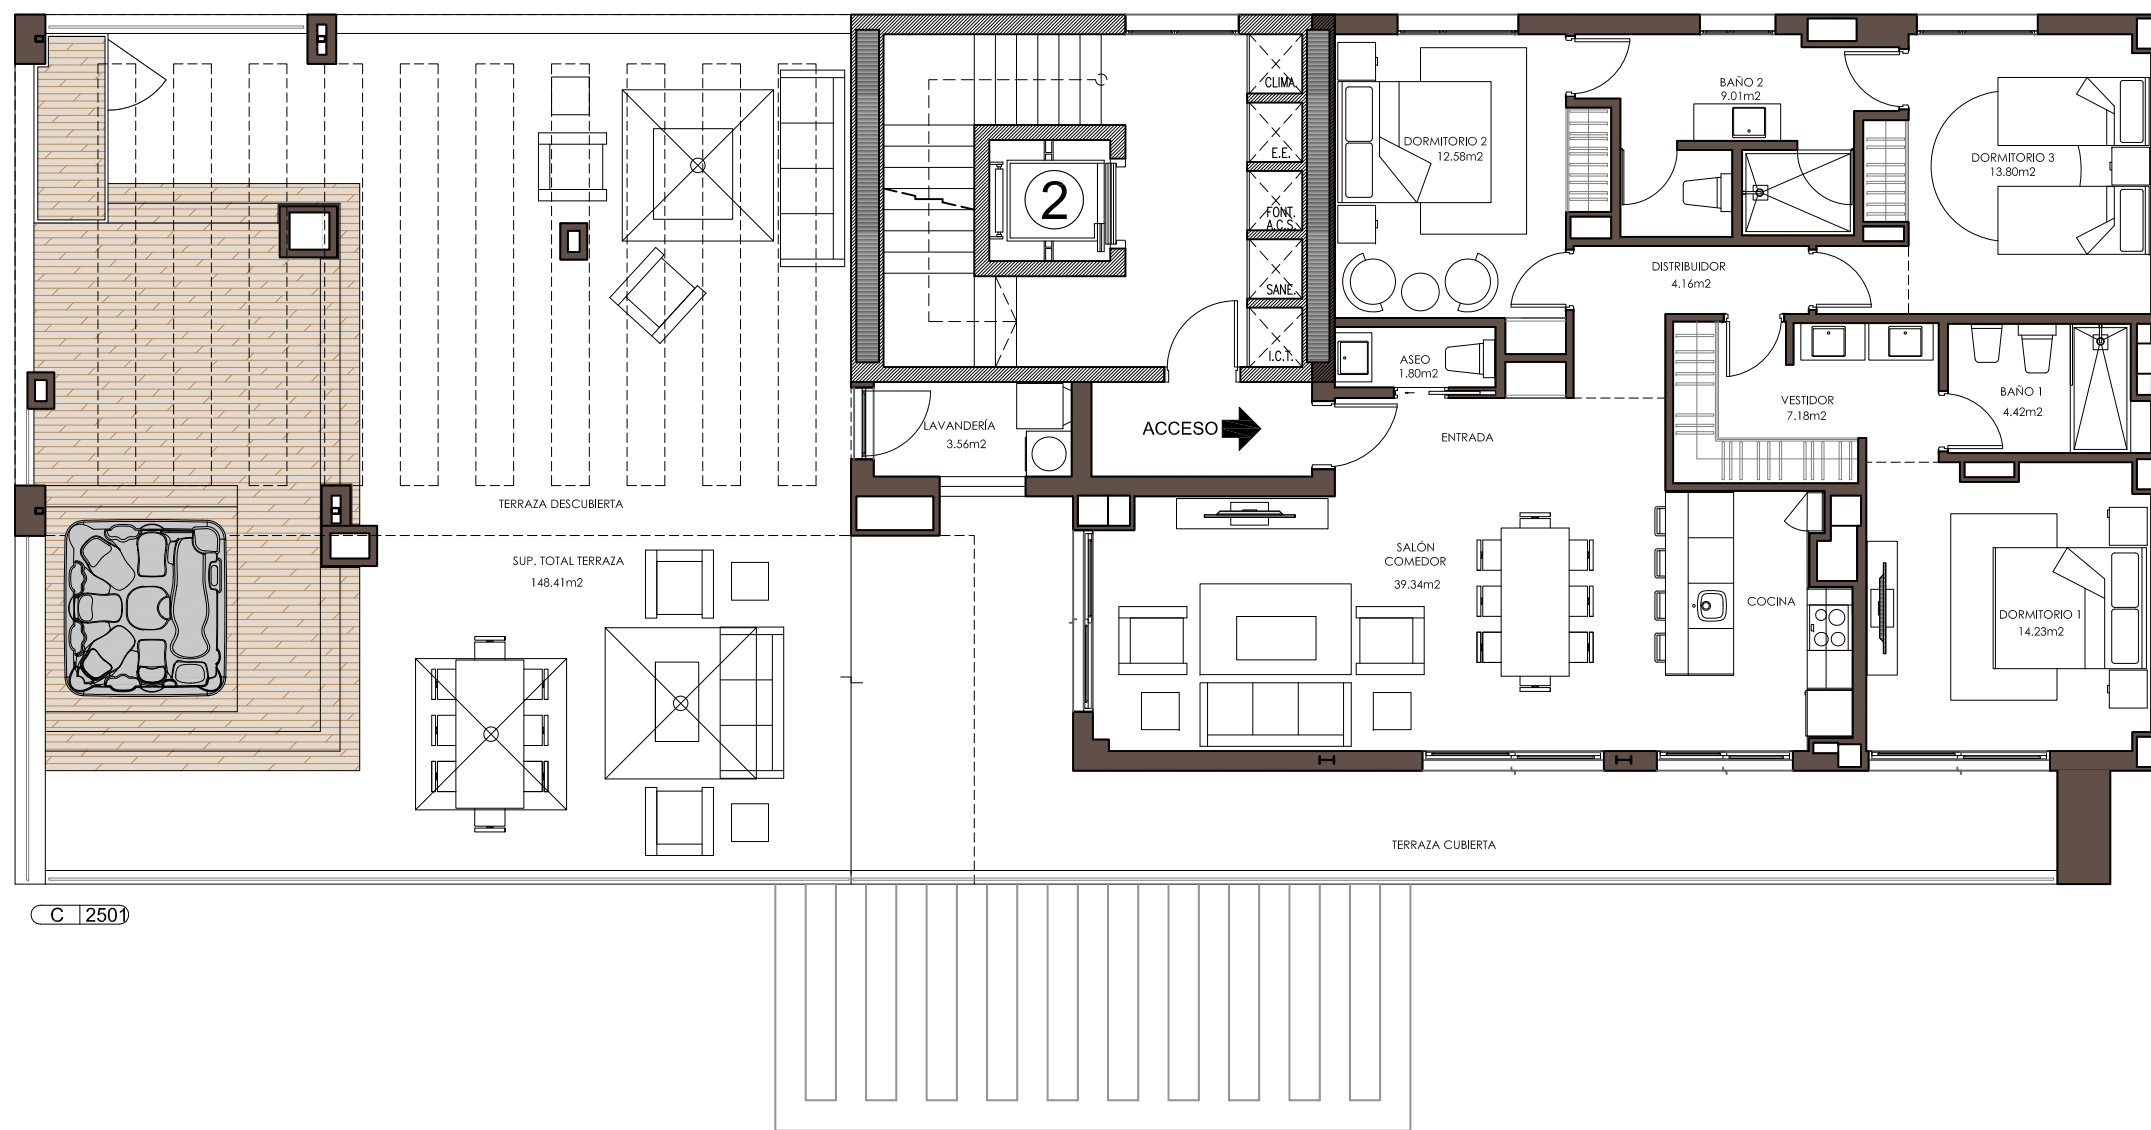 CLIMA
E.E.
FONT.
A.C.S.
SANE.
I.C.T.
2
DORMITORIO 2
12.58m2
BAÑO 2
9.01m2
DORMITORIO 3
13.80m2
DISTRIBUIDOR
4.16m2
ASEO
1.80m2
VESTIDOR
7.18m2
BAÑO 1
4.42m2
LAVANDERÍA
3.56m2
ACCESO
ENTRADA
TERRAZA DESCUBIERTA
SUP. TOTAL TERRAZA
148.41m2
SALÓN
COMEDOR
39.34m2
COCINA
DORMITORIO 1
14.23m2
TERRAZA CUBIERTA
C 2501